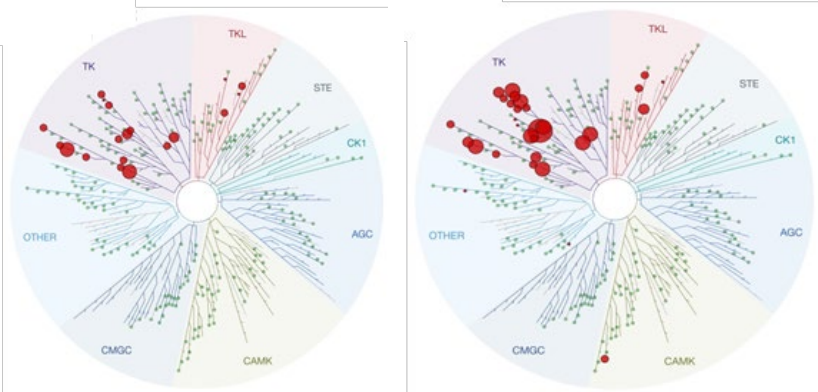 TKL
TK
STE
CK1
OTHER
AGC
CMGC
CAMK
TKL
TK
STE
CK1
OTHER
AGC
CMGC
CAMK